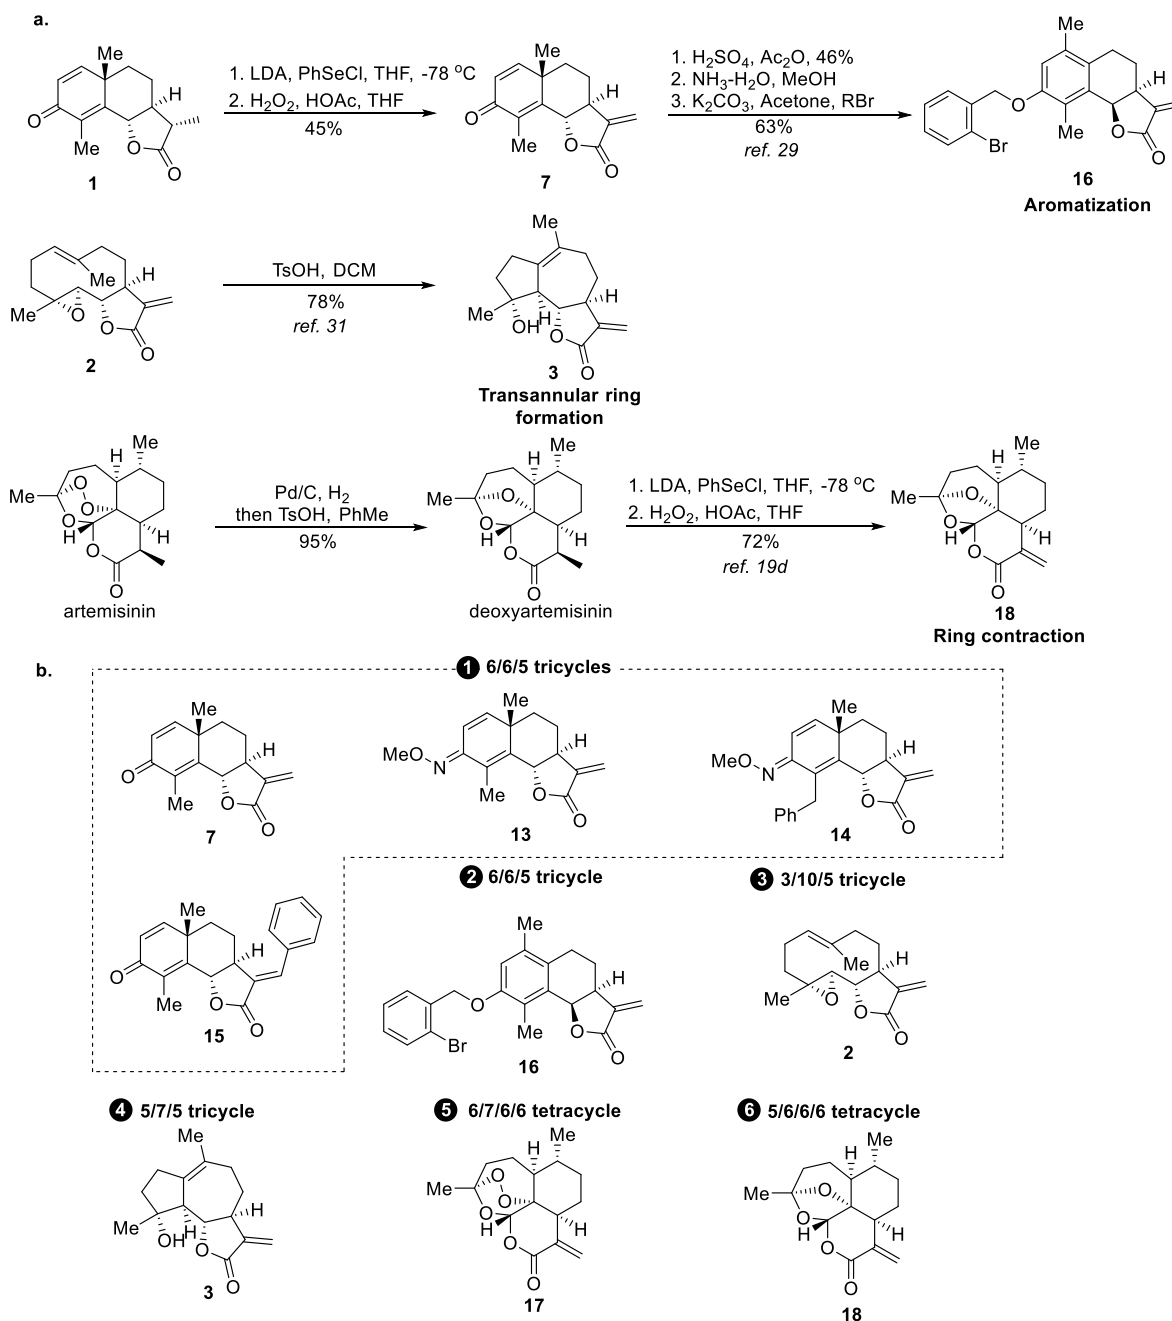 a.
Me
O
Me
H
O
O
1
1. LDA, PhSeCl, THF, -78 °C
2. H₂O₂, HOAc, THF
45%
Me
O
Me
H
O
O
7
1. H₂SO₄, Ac₂O, 46%
2. NH₃-H₂O, MeOH
3. K₂CO₃, Acetone, RBr
63%
ref. 29
Me
O
Br
Me
H
O
O
16
Aromatization
Me
Me
O
H
O
O
2
TsOH, DCM
78%
ref. 31
Me
Me
OH
H
H
O
O
3
Transannular ring
formation
Me
H
O
O
Me
O
H
H
O
O
artemisinin
Pd/C, H₂
then TsOH, PhMe
95%
Me
H
Me
O
O
H
H
O
O
deoxyartemisinin
1. LDA, PhSeCl, THF, -78 °C
2. H₂O₂, HOAc, THF
72%
ref. 19d
Me
H
Me
O
O
H
H
O
O
18
Ring contraction
b.
1 6/6/5 tricycles
Me
O
Me
H
O
O
7
Me
MeO
N
Me
H
O
O
13
Me
MeO
N
Ph
H
O
O
14
Me
O
Me
H
O
O
15
2 6/6/5 tricycle
Me
O
Br
Me
H
O
O
16
3 3/10/5 tricycle
Me
Me
O
H
O
O
2
4 5/7/5 tricycle
Me
Me
OH
H
H
O
O
3
5 6/7/6/6 tetracycle
Me
H
O
O
Me
O
H
H
O
O
17
6 5/6/6/6 tetracycle
Me
H
Me
O
O
H
H
O
O
18